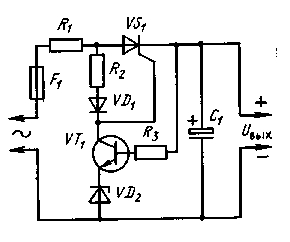 R1
VS1
R2
F1
VD1
C1
+
VT1
R3
+
Uвых
~
−
VD2